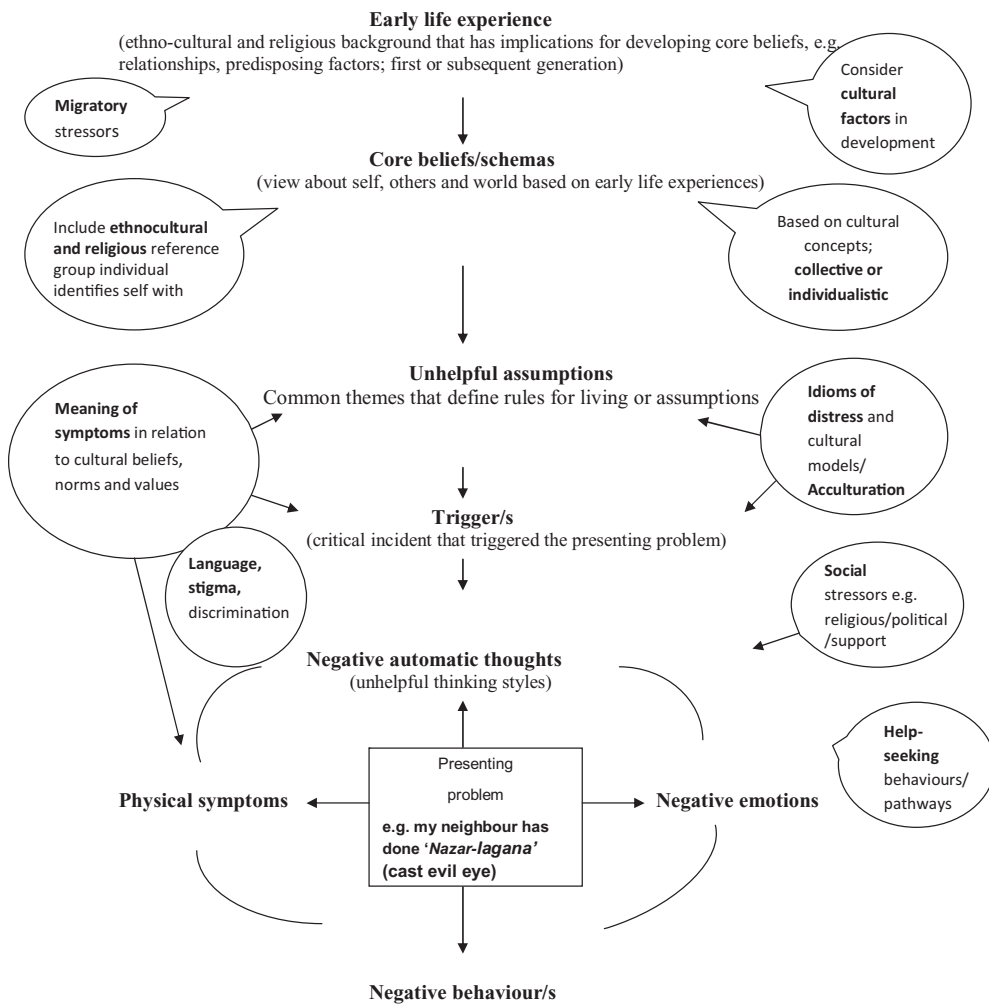 Early life experience
(ethno-cultural and religious background that has implications for developing core beliefs, e.g.
relationships, predisposing factors; first or subsequent generation)
Migratory
stressors
Consider
cultural
factors in
development
Core beliefs/schemas
(view about self, others and world based on early life experiences)
Include ethnocultural
and religious reference
group individual
identifies self with
Based on cultural
concepts;
collective or
individualistic
Unhelpful assumptions
Common themes that define rules for living or assumptions
Meaning of
symptoms in relation
to cultural beliefs,
norms and values
Idioms of
distress and
cultural
models/
Acculturation
Trigger/s
(critical incident that triggered the presenting problem)
Language,
stigma,
discrimination
Social
stressors e.g.
religious/political
/support
Negative automatic thoughts
(unhelpful thinking styles)
Help-
seeking
behaviours/
pathways
Physical symptoms
Presenting
problem
e.g. my neighbour has
done ‘Nazar-lagana’
(cast evil eye)
Negative emotions
Negative behaviour/s